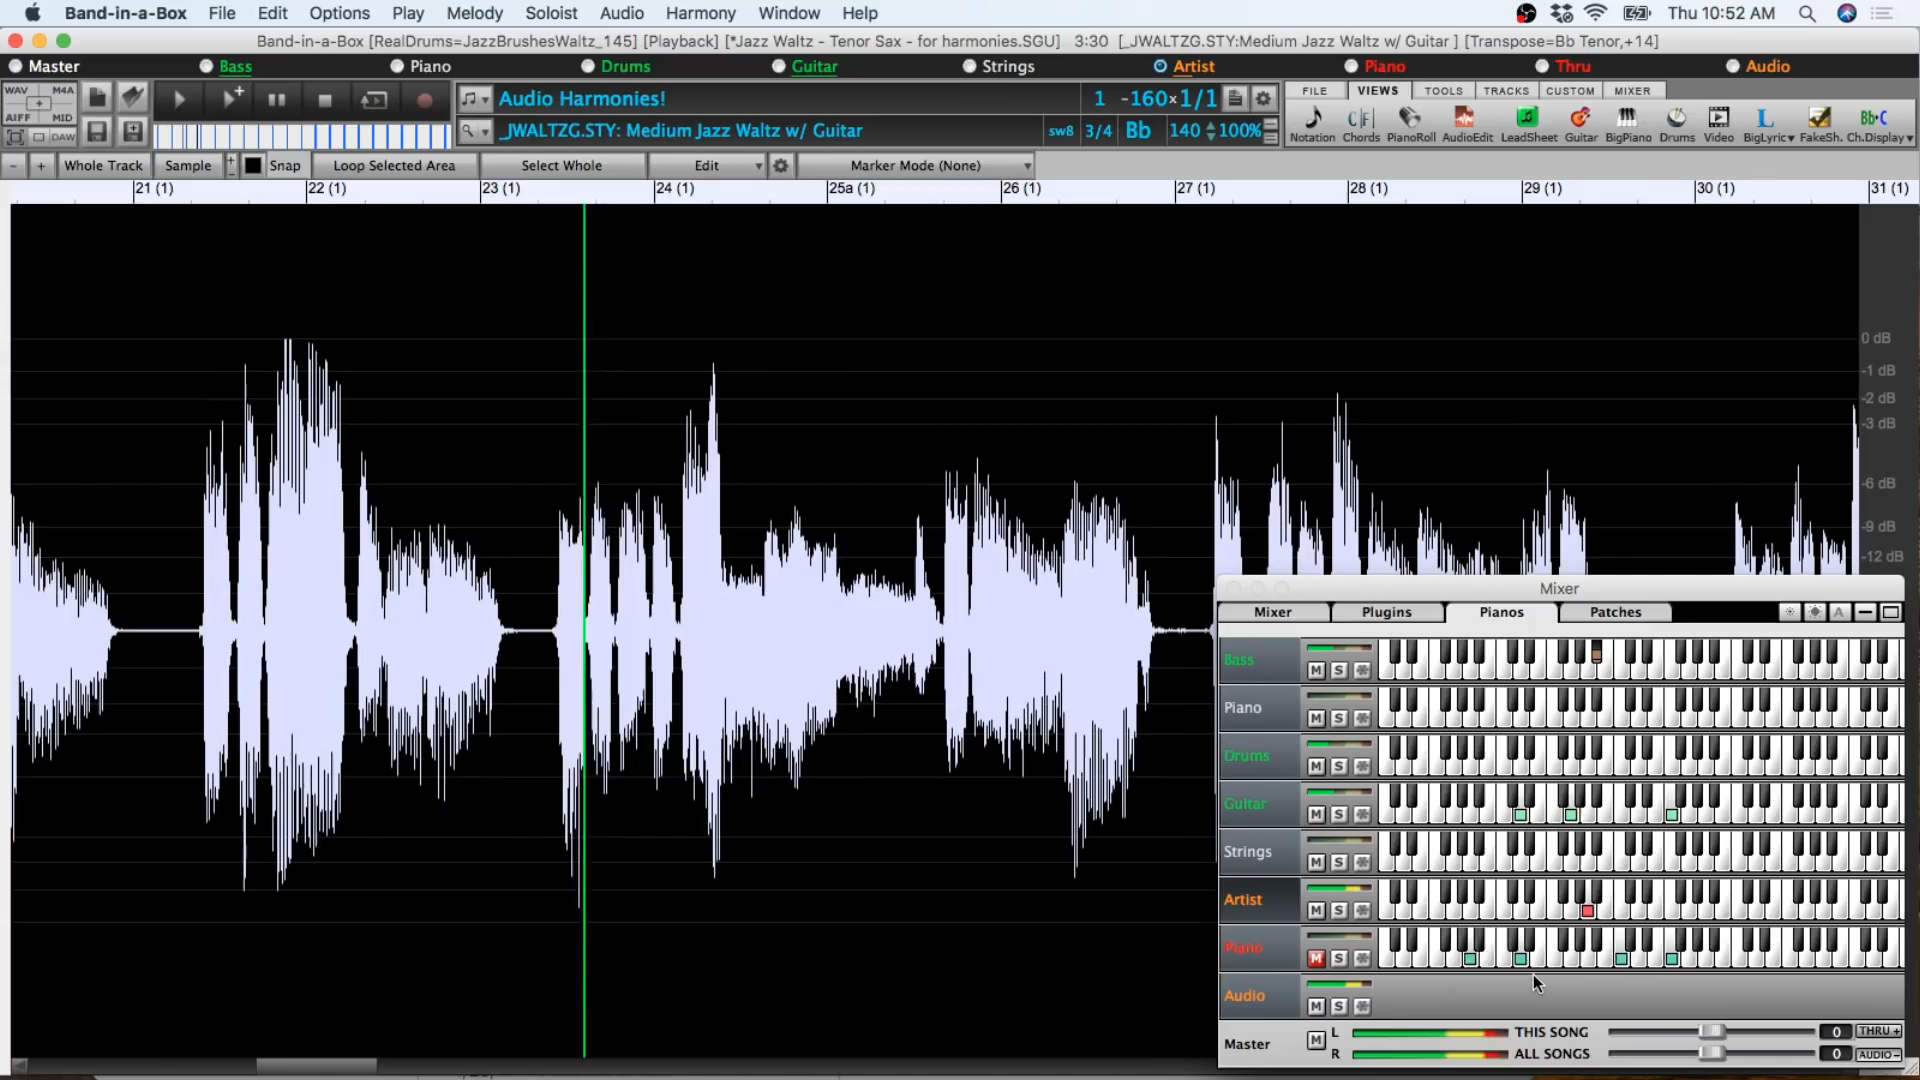 Band-in-a-Box File Edit Options Play Melody Soloist Audio Harmony Window Help Thu 10:52 AM
Band-in-a-Box [RealDrums=JazzBrushesWaltz_145] [Playback] [*Jazz Waltz - Tenor Sax - for harmonies.SGU] 3:30 [_JWALTZG.STY:Medium Jazz Waltz w/ Guitar ] [Transpose=Bb Tenor,+14]
Master Bass Piano Drums Guitar Strings Artist Piano Thru Audio
WAV M4A
AIFF MID
DAW
Audio Harmonies! 1 -160x1/1
_JWALTZG.STY: Medium Jazz Waltz w/ Guitar sw8 3/4 Bb 140 100%
FILE VIEWS TOOLS TRACKS CUSTOM MIXER
Notation Chords PianoRoll AudioEdit LeadSheet Guitar BigPiano Drums Video BigLyric FakeSh. Ch.Display
- + Whole Track Sample + - Snap Loop Selected Area Select Whole Edit Marker Mode (None)
21 (1) 22 (1) 23 (1) 24 (1) 25a (1) 26 (1) 27 (1) 28 (1) 29 (1) 30 (1) 31 (1)
0 dB
-1 dB
-2 dB
-3 dB
-6 dB
-9 dB
-12 dB
Mixer
Mixer Plugins Pianos Patches A
Bass M S
Piano M S
Drums M S
Guitar M S
Strings M S
Artist M S
Piano M S
Audio M S
Master M L THIS SONG 0 THRU +
R ALL SONGS 0 AUDIO -